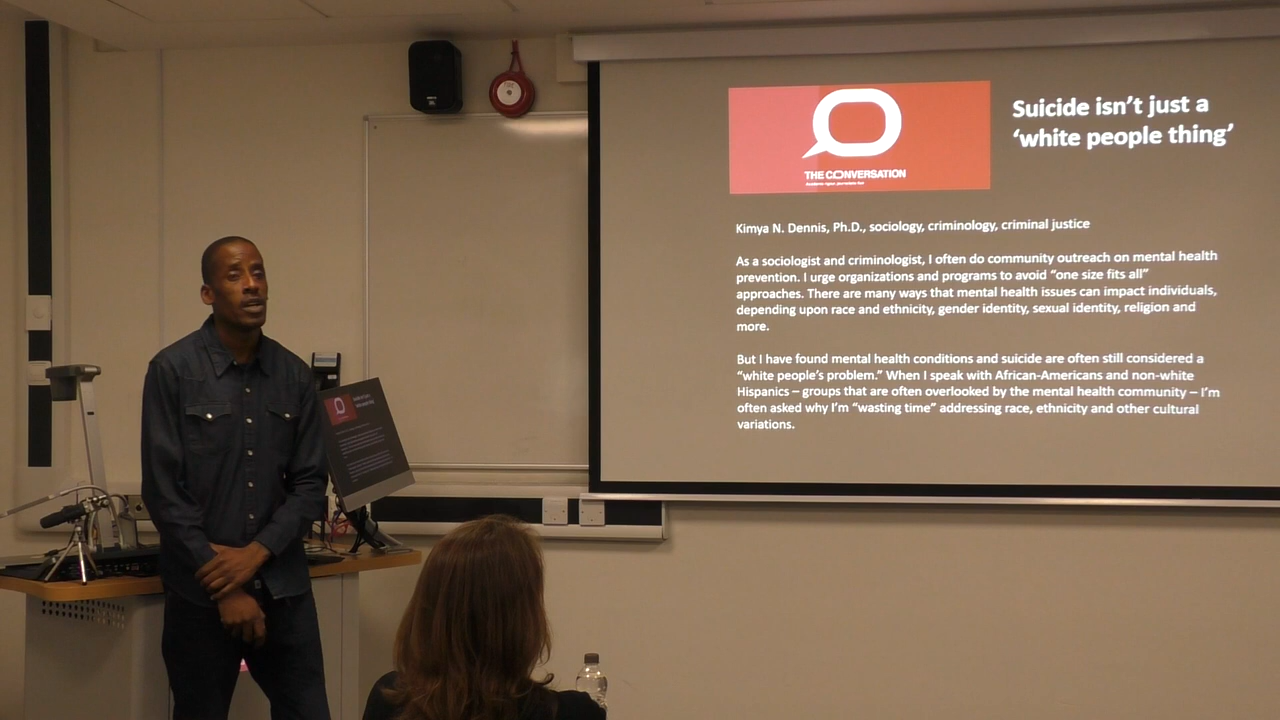 Suicide isn't just a
'white people thing'
THE CONVERSATION
Academic rigour, journalistic flair
Kimya N. Dennis, Ph.D., sociology, criminology, criminal justice
As a sociologist and criminologist, I often do community outreach on mental health
prevention. I urge organizations and programs to avoid "one size fits all"
approaches. There are many ways that mental health issues can impact individuals,
depending upon race and ethnicity, gender identity, sexual identity, religion and
more.
But I have found mental health conditions and suicide are often still considered a
"white people's problem." When I speak with African-Americans and non-white
Hispanics – groups that are often overlooked by the mental health community – I'm
often asked why I'm "wasting time" addressing race, ethnicity and other cultural
variations.